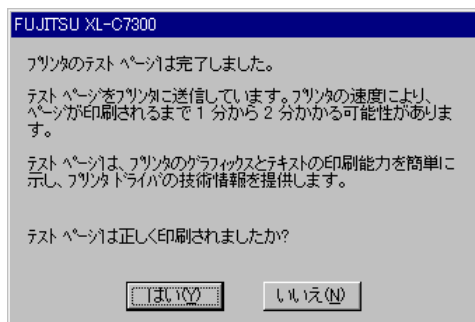 FUJITSU XL-C7300
プリンタのテスト ページは完了しました。
テスト ページをプリンタに送信しています。プリンタの速度により、
ページが印刷されるまで 1 分から 2 分かかる可能性がありま
す。
テスト ページは、プリンタのグラフィックスとテキストの印刷能力を簡単に
示し、プリンタ ドライバの技術情報を提供します。
テスト ページは正しく印刷されましたか?
はい(Y)
いいえ(N)